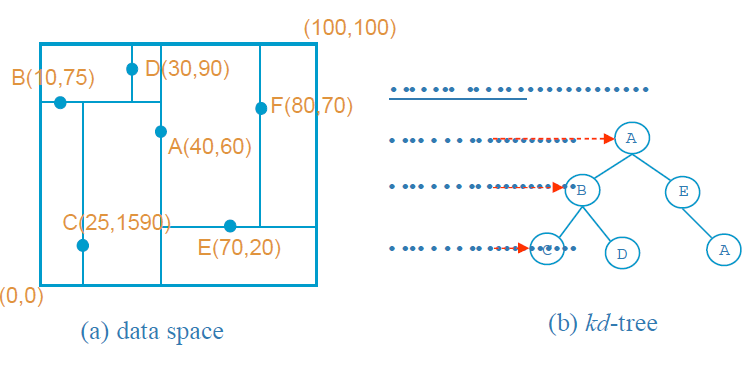 (100,100)
B(10,75)
D(30,90)
F(80,70)
A(40,60)
C(25,1590)
E(70,20)
(0,0)
(a) data space
A
B
E
C
D
A
(b) kd-tree